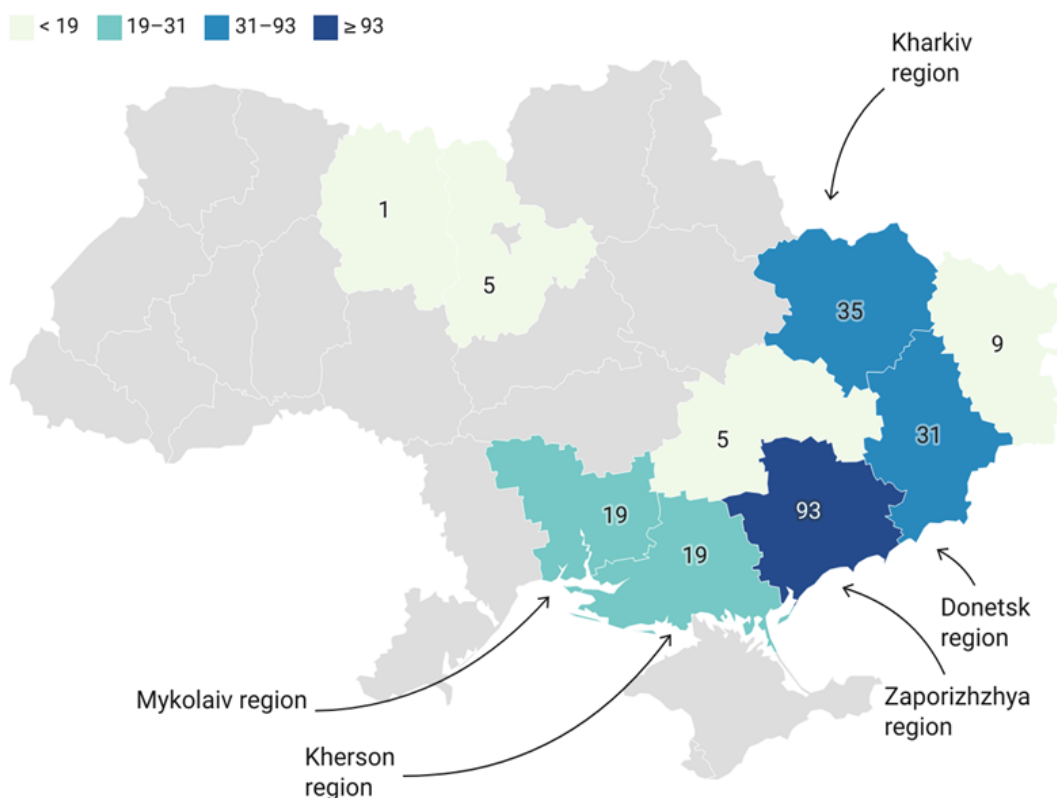 < 19 19–31 31–93 ≥ 93
Kharkiv
region
1
5
35
9
5
31
19
93
19
Donetsk
region
Mykolaiv region
Zaporizhzhya
region
Kherson
region